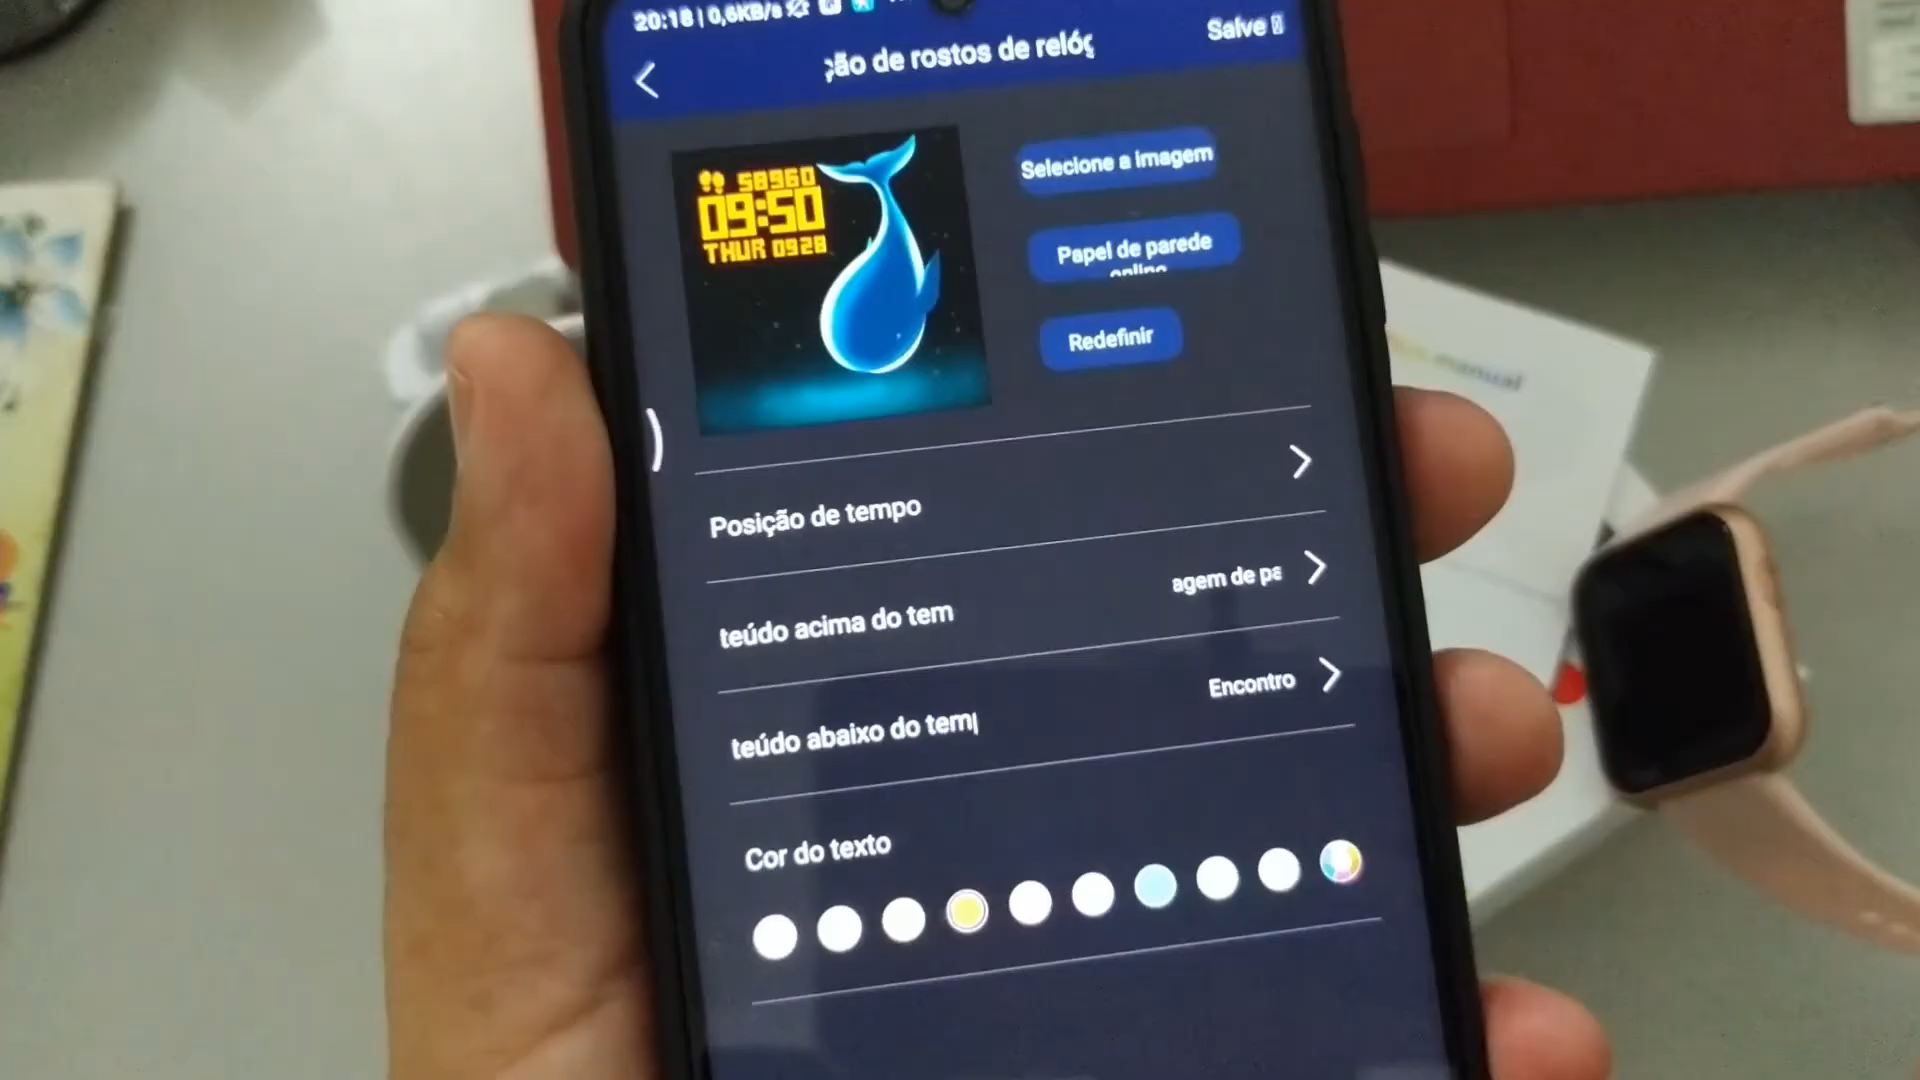 20:18 | 0,6KB/s
ção de rostos de relóg
Salve
58960
09:50
THUR 0928
Selecione a imagem
Papel de parede
online
Redefinir
Posição de tempo
teúdo acima do tem
agem de pa
teúdo abaixo do temp
Encontro
Cor do texto
manual